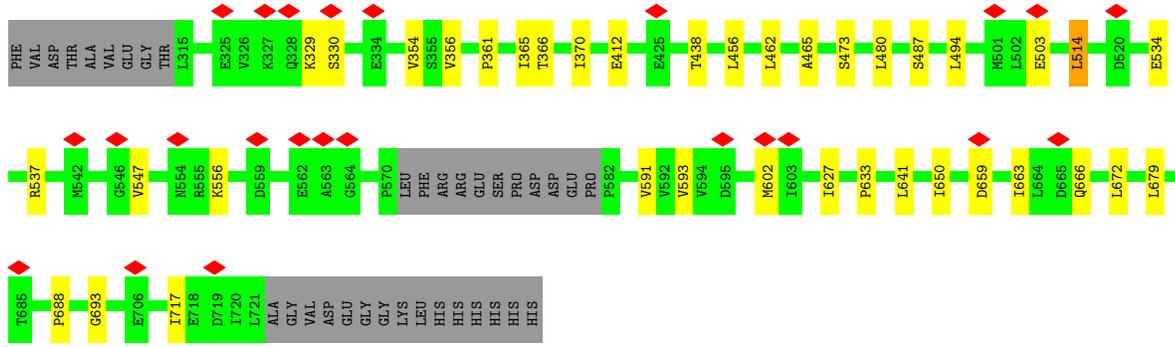 PHE VAL ASP THR ALA VAL GLU GLY THR L315 E325 V326 K327 Q328 K329 S330 E334 V354 S355 V356 P361 I365 T366 I370 E412 E425 T438 L456 L462 A465 S473 L480 S487 L494 M501 L502 E503 L514 D520 E534
R537 M542 G546 V547 N554 R555 K556 D559 E562 A563 G564 P570 LEU PHE ARG ARG GLU SER PRO ASP ASP GLU PRO P582 V591 V592 V593 V594 D595 M602 I603 I627 P633 L641 I650 D659 I663 L664 D665 Q666 L672 L679
T685 P688 G693 E706 I717 E718 D719 I720 L721 ALA GLY VAL ASP GLU GLY GLY LYS LEU HIS HIS HIS HIS HIS HIS HIS